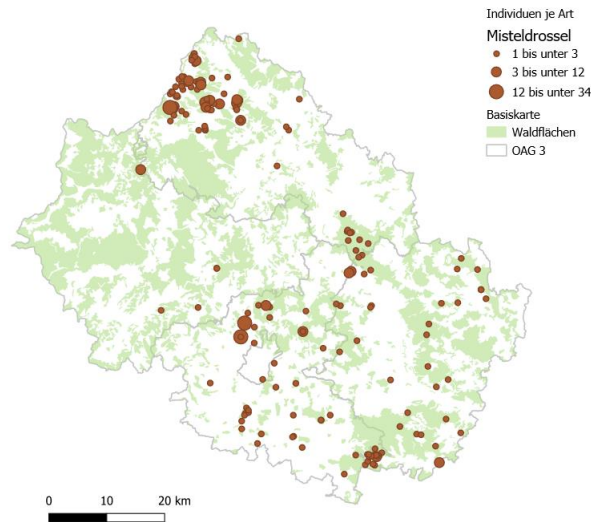 Individuen je Art
Misteldrossel
1 bis unter 3
3 bis unter 12
12 bis unter 34
Basiskarte
Waldflächen
OAG 3
0 10 20 km